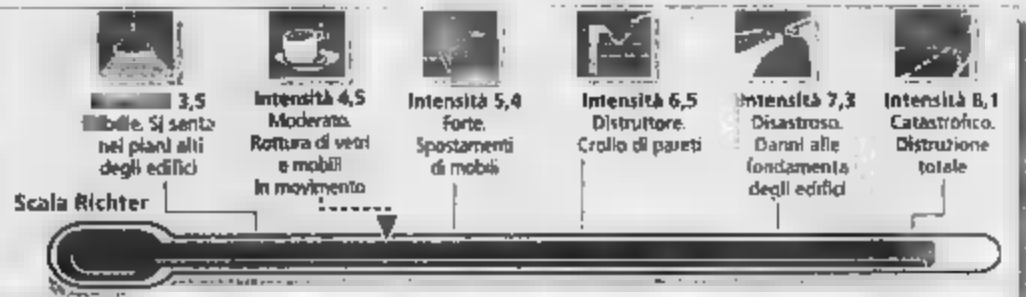 3,5
Si sente
nei piani alti
degli edifici
Intensità 4,5
Moderato.
Rottura di vetri
e mobili
in movimento
Intensità 5,4
Forte.
Spostamenti
di mobili
Intensità 6,5
Distruttore.
Crollo di pareti
Intensità 7,3
Disastroso.
Danni alle
fondamenta
degli edifici
Intensità 8,1
Catastrofico.
Distruzione
totale
Scala Richter